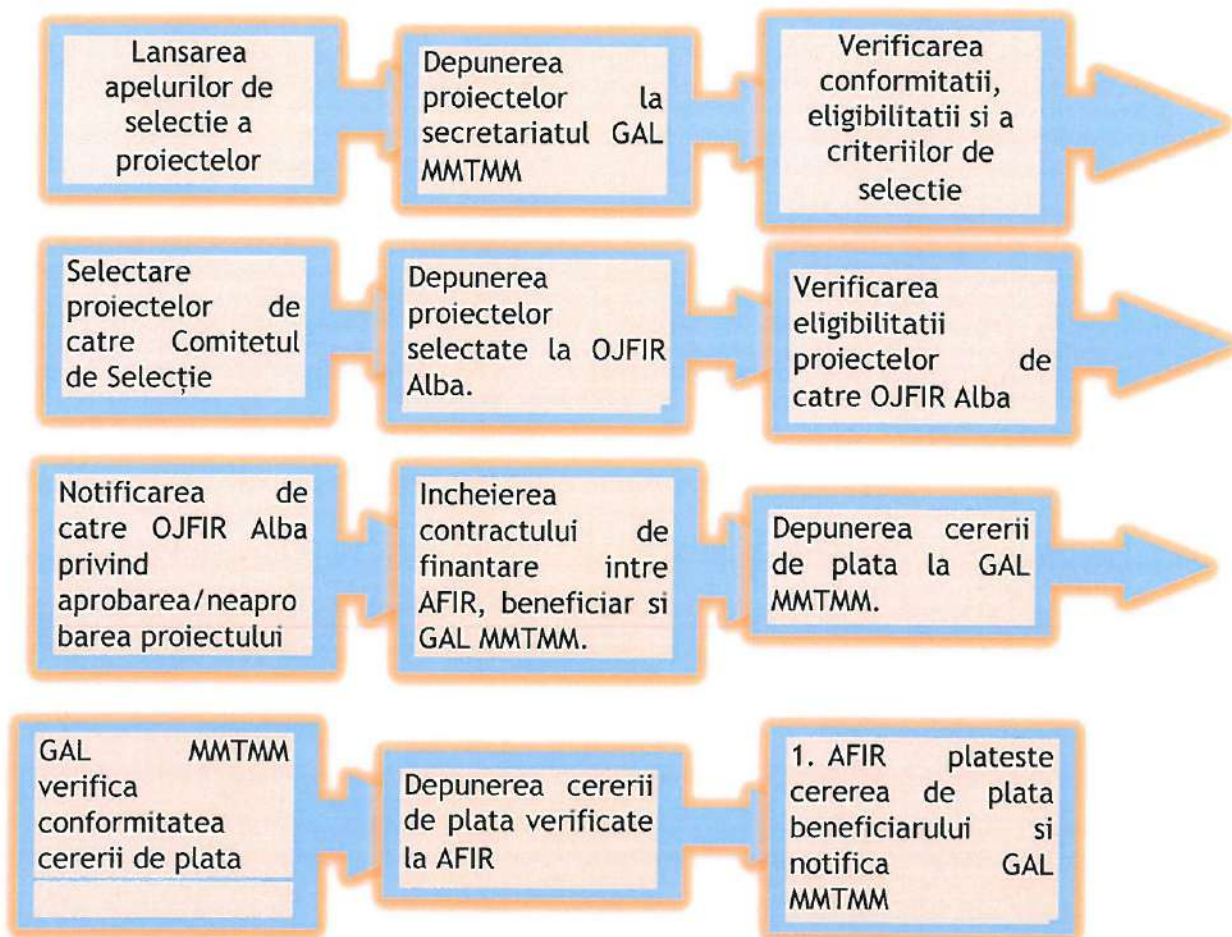 Lansarea
apelurilor de
selectie a
proiectelor
Depunerea
proiectelor la
secretariatul GAL
MMTMM
Verificarea
conformitatii,
eligibilitatii si a
criteriilor de
selectie
Selectare
proiectelor de
catre Comitetul
de Selecție
Depunerea
proiectelor
selectate la OJFIR
Alba.
Verificarea
eligibilitatii
proiectelor de
catre OJFIR Alba
Notificarea de
catre OJFIR Alba
privind
aprobarea/neapro
barea proiectului
Incheierea
contractului de
finantare intre
AFIR, beneficiar si
GAL MMTMM.
Depunerea cererii
de plata la GAL
MMTMM.
GAL MMTMM
verifica
conformitatea
cererii de plata
Depunerea cererii
de plata verificate
la AFIR
1. AFIR plateste
cererea de plata
beneficiarului si
notifica GAL
MMTMM